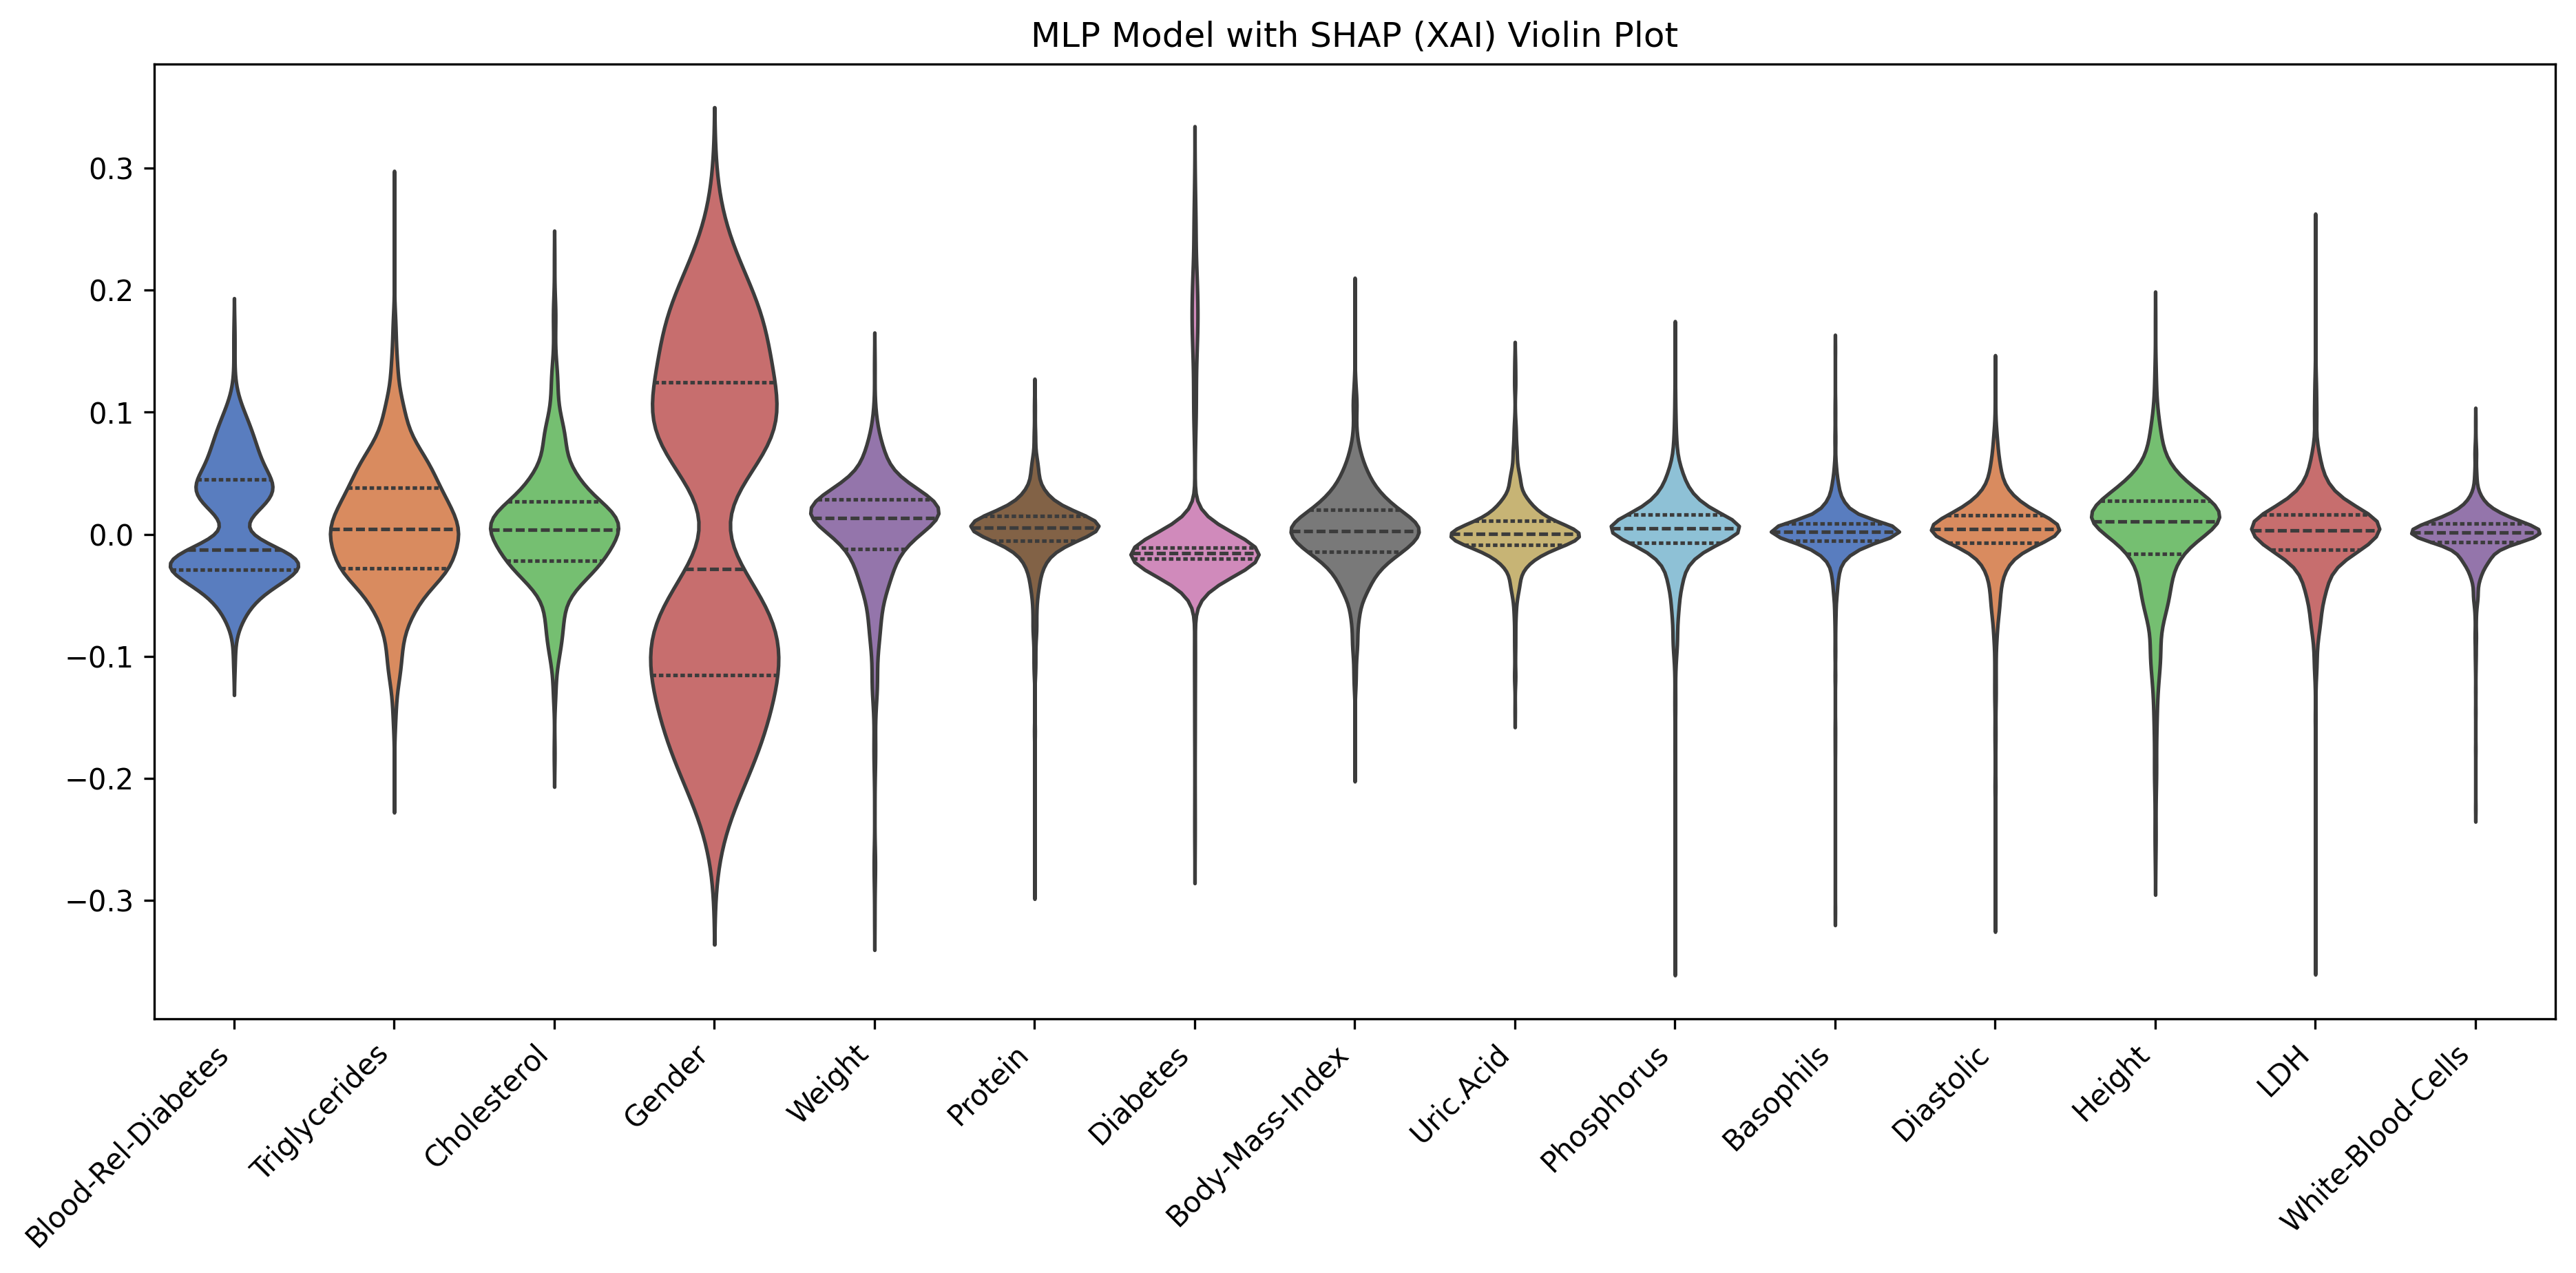 MLP Model with SHAP (XAI) Violin Plot
0.3
0.2
0.1
0.0
−0.1
−0.2
−0.3
Blood-Rel-Diabetes
Triglycerides
Cholesterol
Gender
Weight
Protein
Diabetes
Body-Mass-Index
Uric.Acid
Phosphorus
Basophils
Diastolic
Height
LDH
White-Blood-Cells